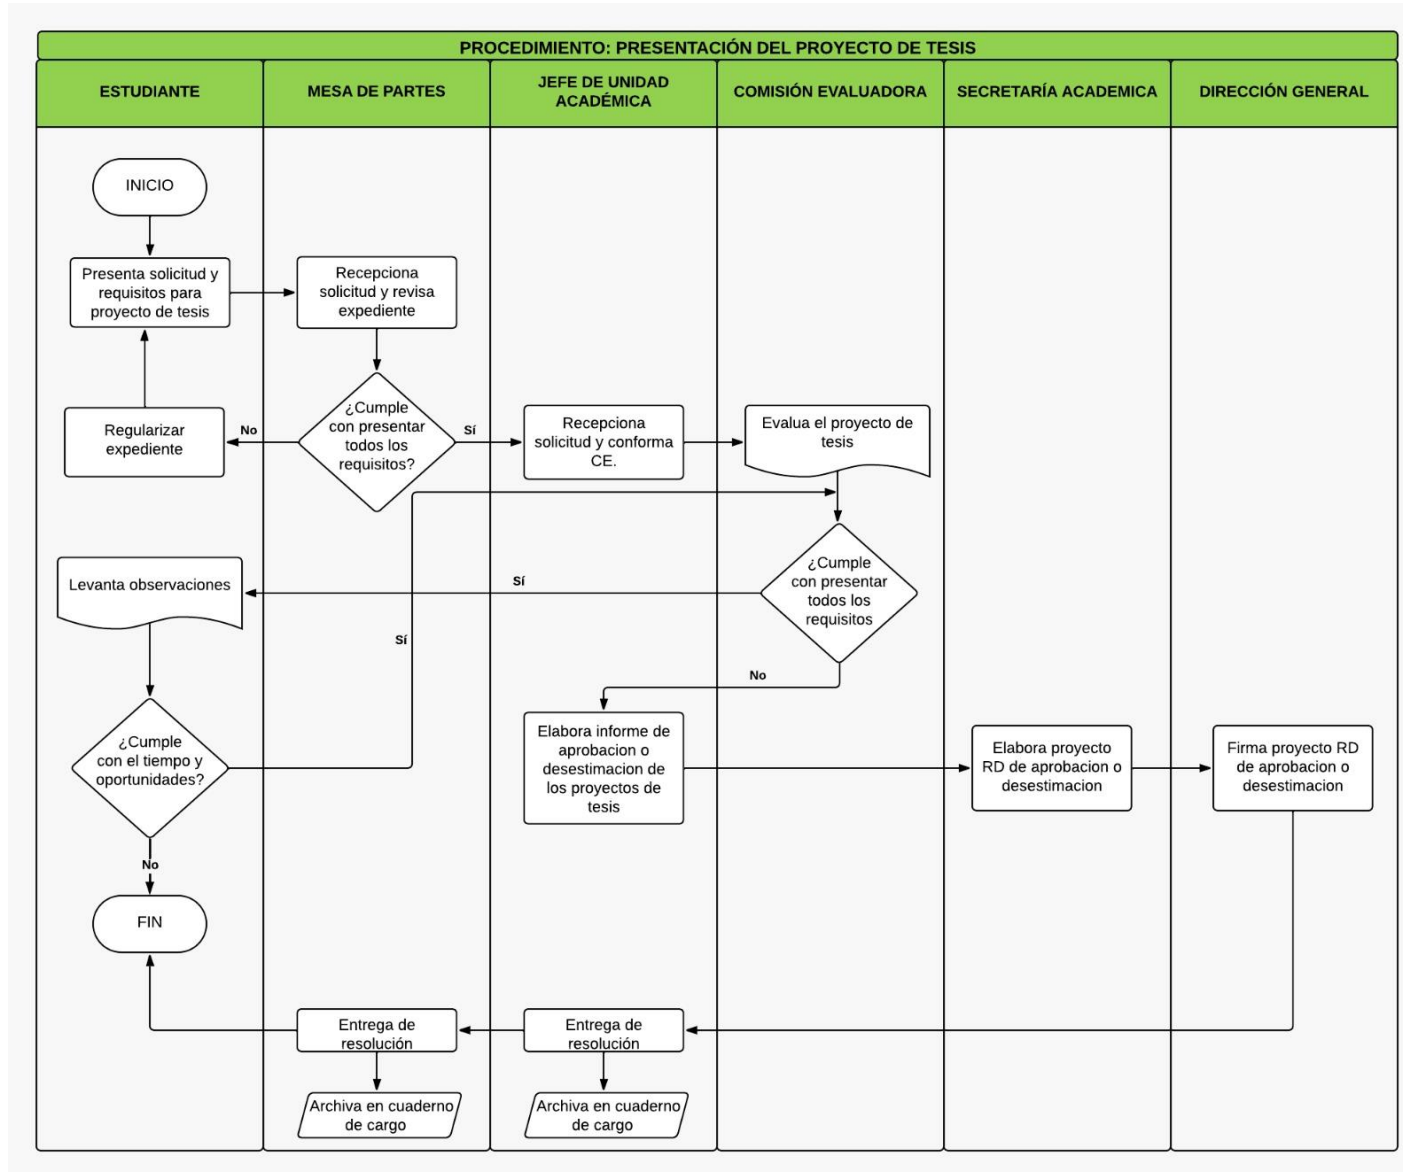 PROCEDIMIENTO: PRESENTACIÓN DEL PROYECTO DE TESIS
ESTUDIANTE
MESA DE PARTES
JEFE DE UNIDAD
ACADÉMICA
COMISIÓN EVALUADORA
SECRETARÍA ACADEMICA
DIRECCIÓN GENERAL
INICIO
Presenta solicitud y
requisitos para
proyecto de tesis
Recepciona
solicitud y revisa
expediente
Regularizar
expediente
No
¿Cumple
con presentar
todos los
requisitos?
Sí
Recepciona
solicitud y conforma
CE.
Evalua el proyecto de
tesis
Levanta observaciones
Sí
¿Cumple
con presentar
todos los
requisitos
Sí
No
¿Cumple
con el tiempo y
oportunidades?
Elabora informe de
aprobacion o
desestimacion de
los proyectos de
tesis
Elabora proyecto
RD de aprobacion o
desestimacion
Firma proyecto RD
de aprobacion o
desestimacion
No
FIN
Entrega de
resolución
Entrega de
resolución
Archiva en cuaderno
de cargo
Archiva en cuaderno
de cargo